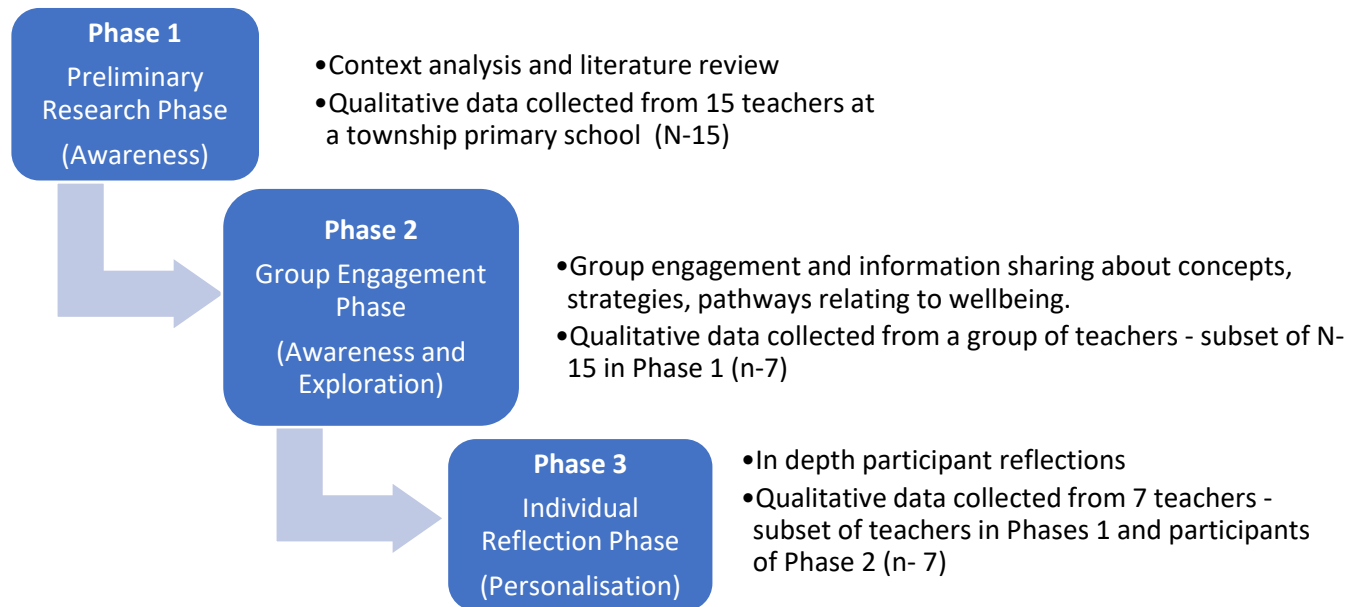 Phase 1
Preliminary
Research Phase
(Awareness)
•Context analysis and literature review
•Qualitative data collected from 15 teachers at
a township primary school (N-15)
Phase 2
Group Engagement
Phase
(Awareness and
Exploration)
•Group engagement and information sharing about concepts,
strategies, pathways relating to wellbeing.
•Qualitative data collected from a group of teachers - subset of N-
15 in Phase 1 (n-7)
Phase 3
Individual
Reflection Phase
(Personalisation)
•In depth participant reflections
•Qualitative data collected from 7 teachers -
subset of teachers in Phases 1 and participants
of Phase 2 (n- 7)